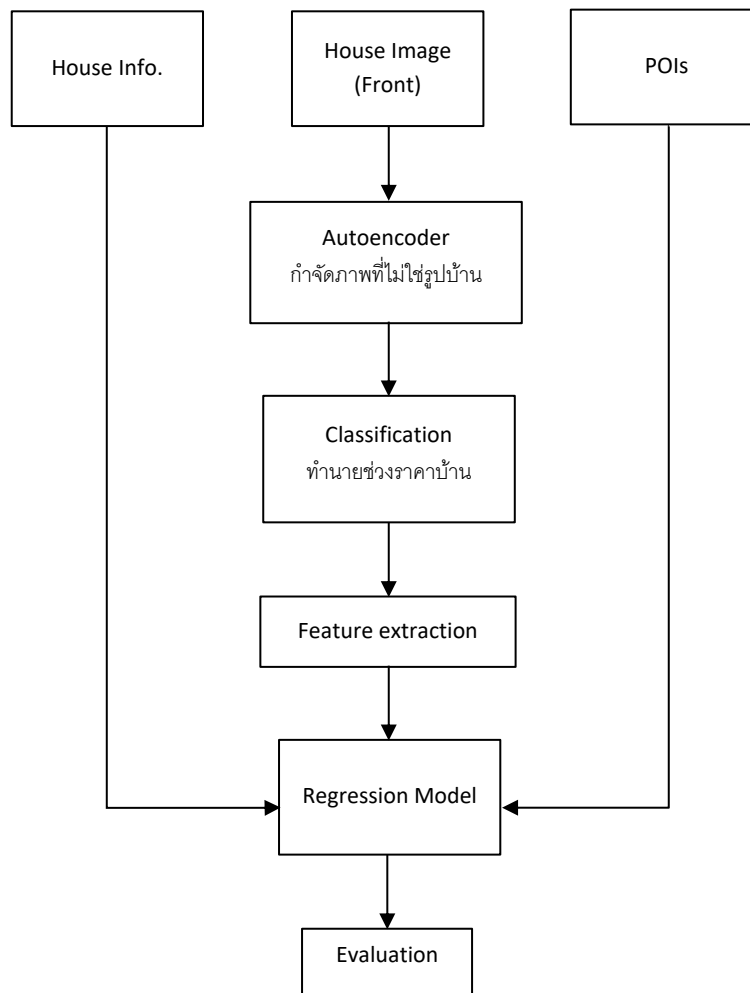 House Info.
House Image
(Front)
POIs
Autoencoder
กำจัดภาพที่ไม่ใช่รูปบ้าน
Classification
ทำนายช่วงราคาบ้าน
Feature extraction
Regression Model
Evaluation